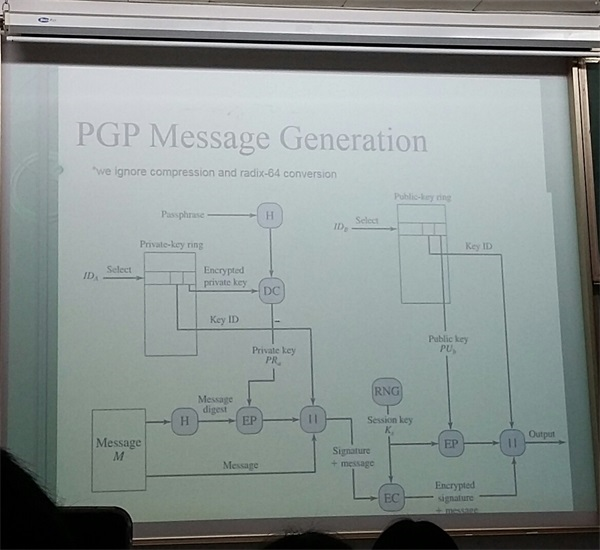 PGP Message Generation
*we ignore compression and radix-64 conversion
Public-key ring
Passphrase
H
ID_B
Select
Private-key ring
Key ID
ID_A
Select
Encrypted
private key
DC
Key ID
Public key
PU_b
Private key
PR_a
RNG
Message
digest
Session key
K_s
Message
M
H
EP
||
Signature
+ message
EP
||
Output
Message
EC
Encrypted
signature
+ message